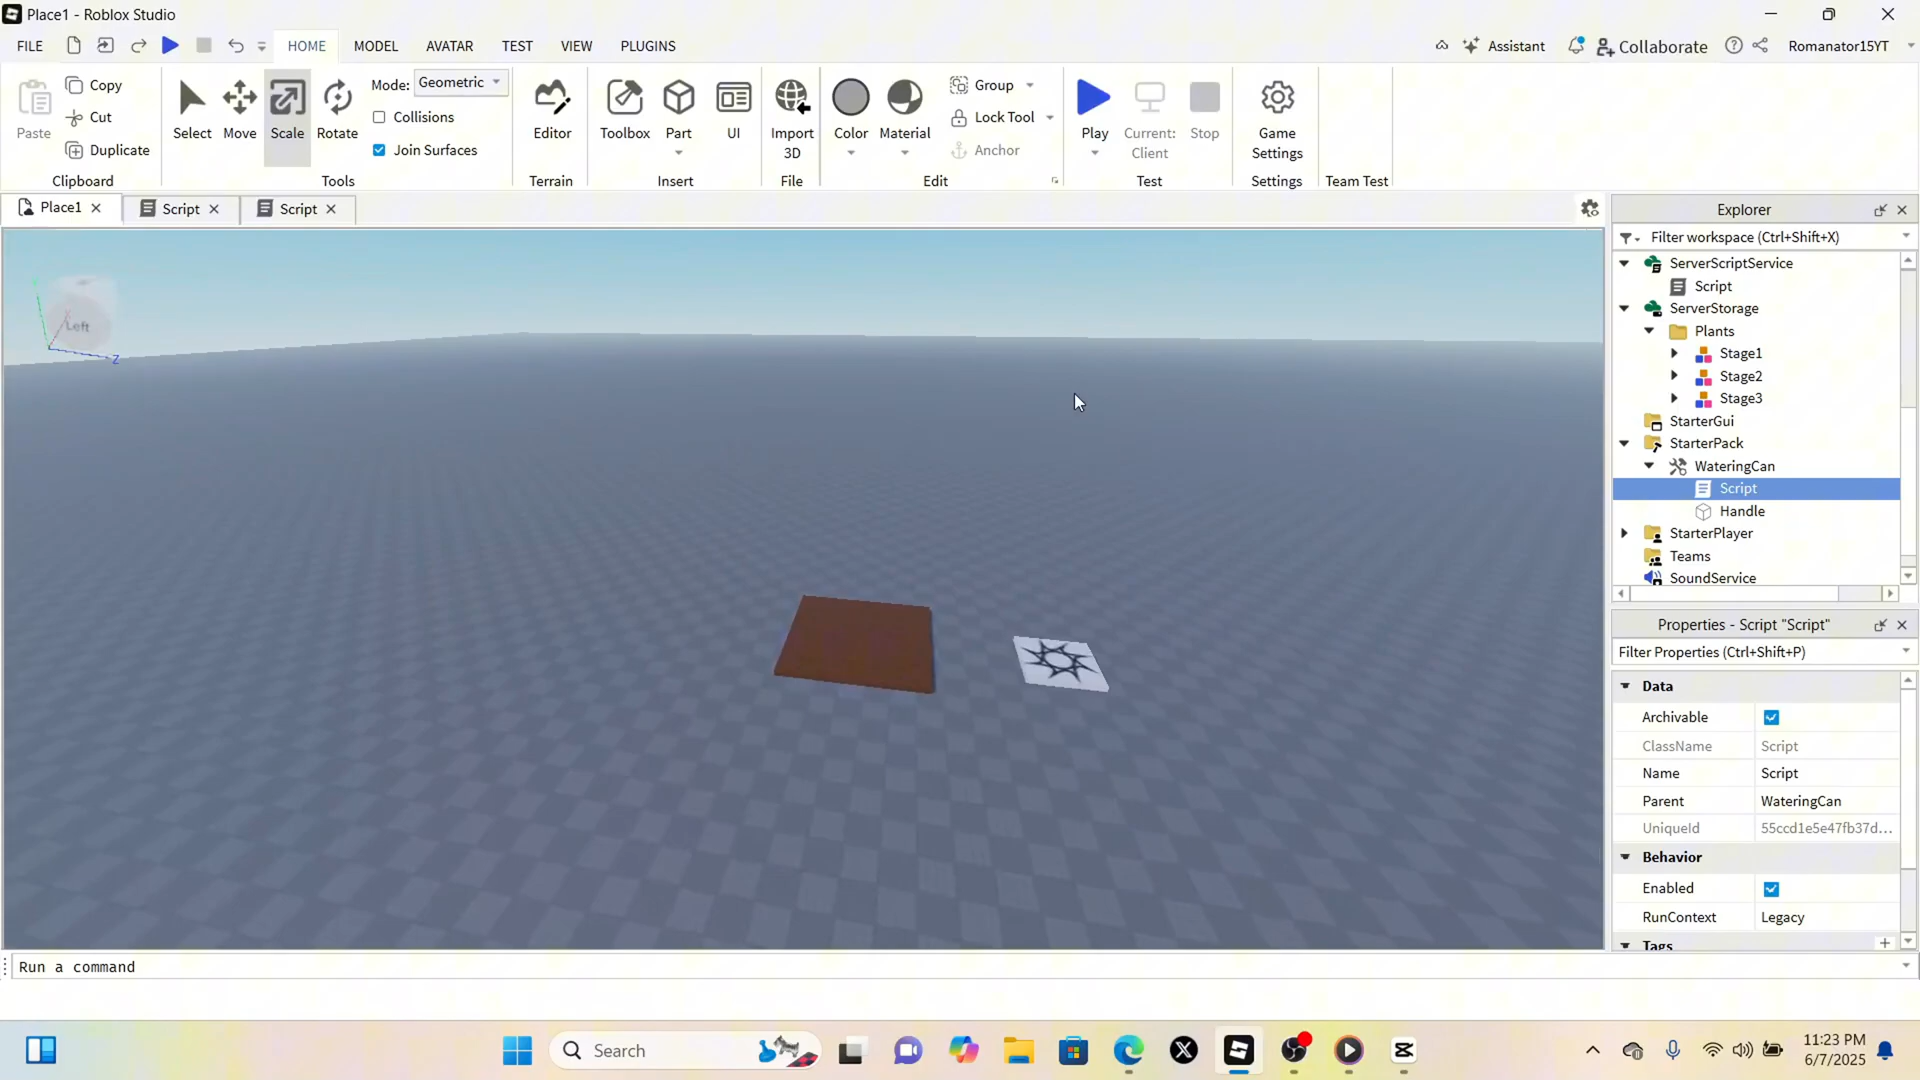 Place1 - Roblox Studio
FILE HOME MODEL AVATAR TEST VIEW PLUGINS Assistant Collaborate Romanator15YT
Paste
Copy
Cut
Duplicate
Clipboard
Select
Move
Scale
Rotate
Mode: Geometric
Collisions
Join Surfaces
Tools
Editor
Terrain
Toolbox
Part
UI
Insert
Import
3D
File
Color
Material
Group
Lock Tool
Anchor
Edit
Play
Current:
Client
Stop
Test
Game
Settings
Settings
Team Test
Place1
Script
Script
Left
Z
Explorer
Filter workspace (Ctrl+Shift+X)
ServerScriptService
Script
ServerStorage
Plants
Stage1
Stage2
Stage3
StarterGui
StarterPack
WateringCan
Script
Handle
StarterPlayer
Teams
SoundService
Properties - Script "Script"
Filter Properties (Ctrl+Shift+P)
Data
Archivable
ClassName Script
Name Script
Parent WateringCan
UniqueId 55ccd1e5e47fb37d...
Behavior
Enabled
RunContext Legacy
Tags
Run a command
Search
11:23 PM
6/7/2025